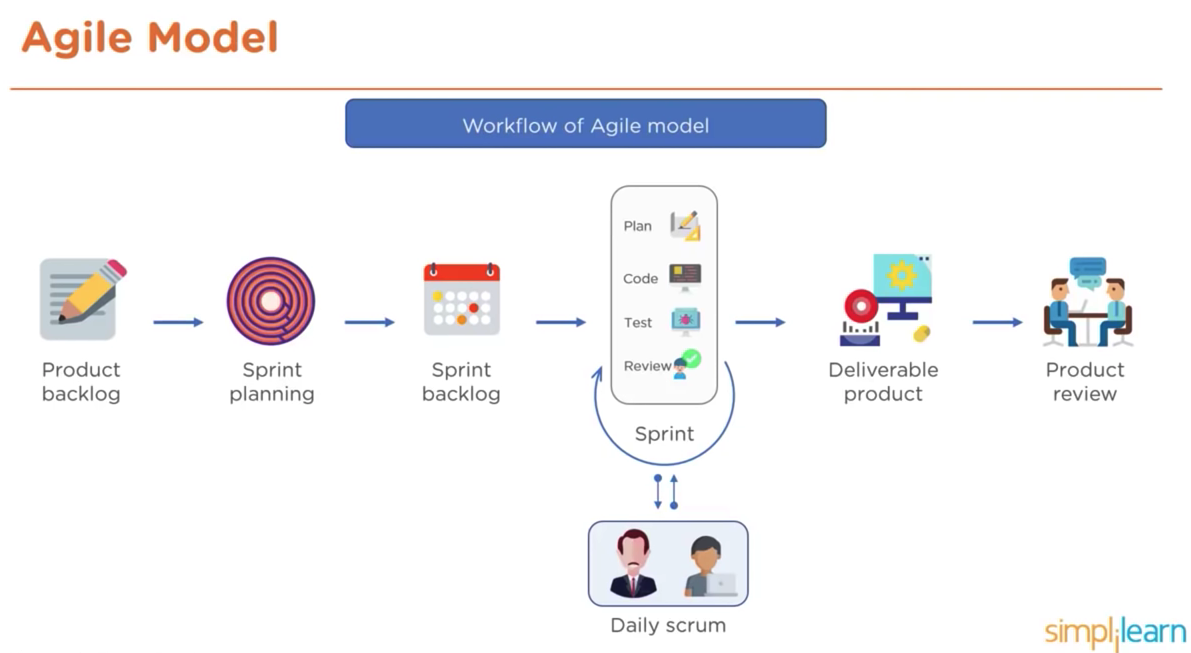 Agile Model
Workflow of Agile model
Product
backlog
Sprint
planning
Sprint
backlog
Plan
Code
Test
Review
Sprint
Daily scrum
Deliverable
product
Product
review
simplilearn